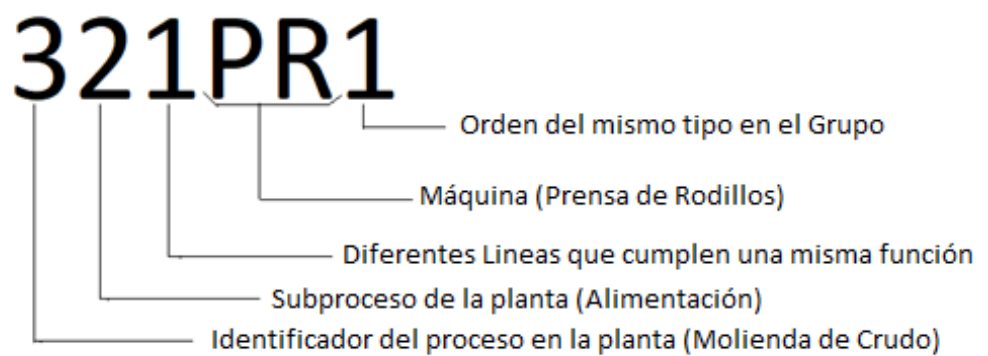 321PR1
Orden del mismo tipo en el Grupo
Máquina (Prensa de Rodillos)
Diferentes Lineas que cumplen una misma función
Subproceso de la planta (Alimentación)
Identificador del proceso en la planta (Molienda de Crudo)